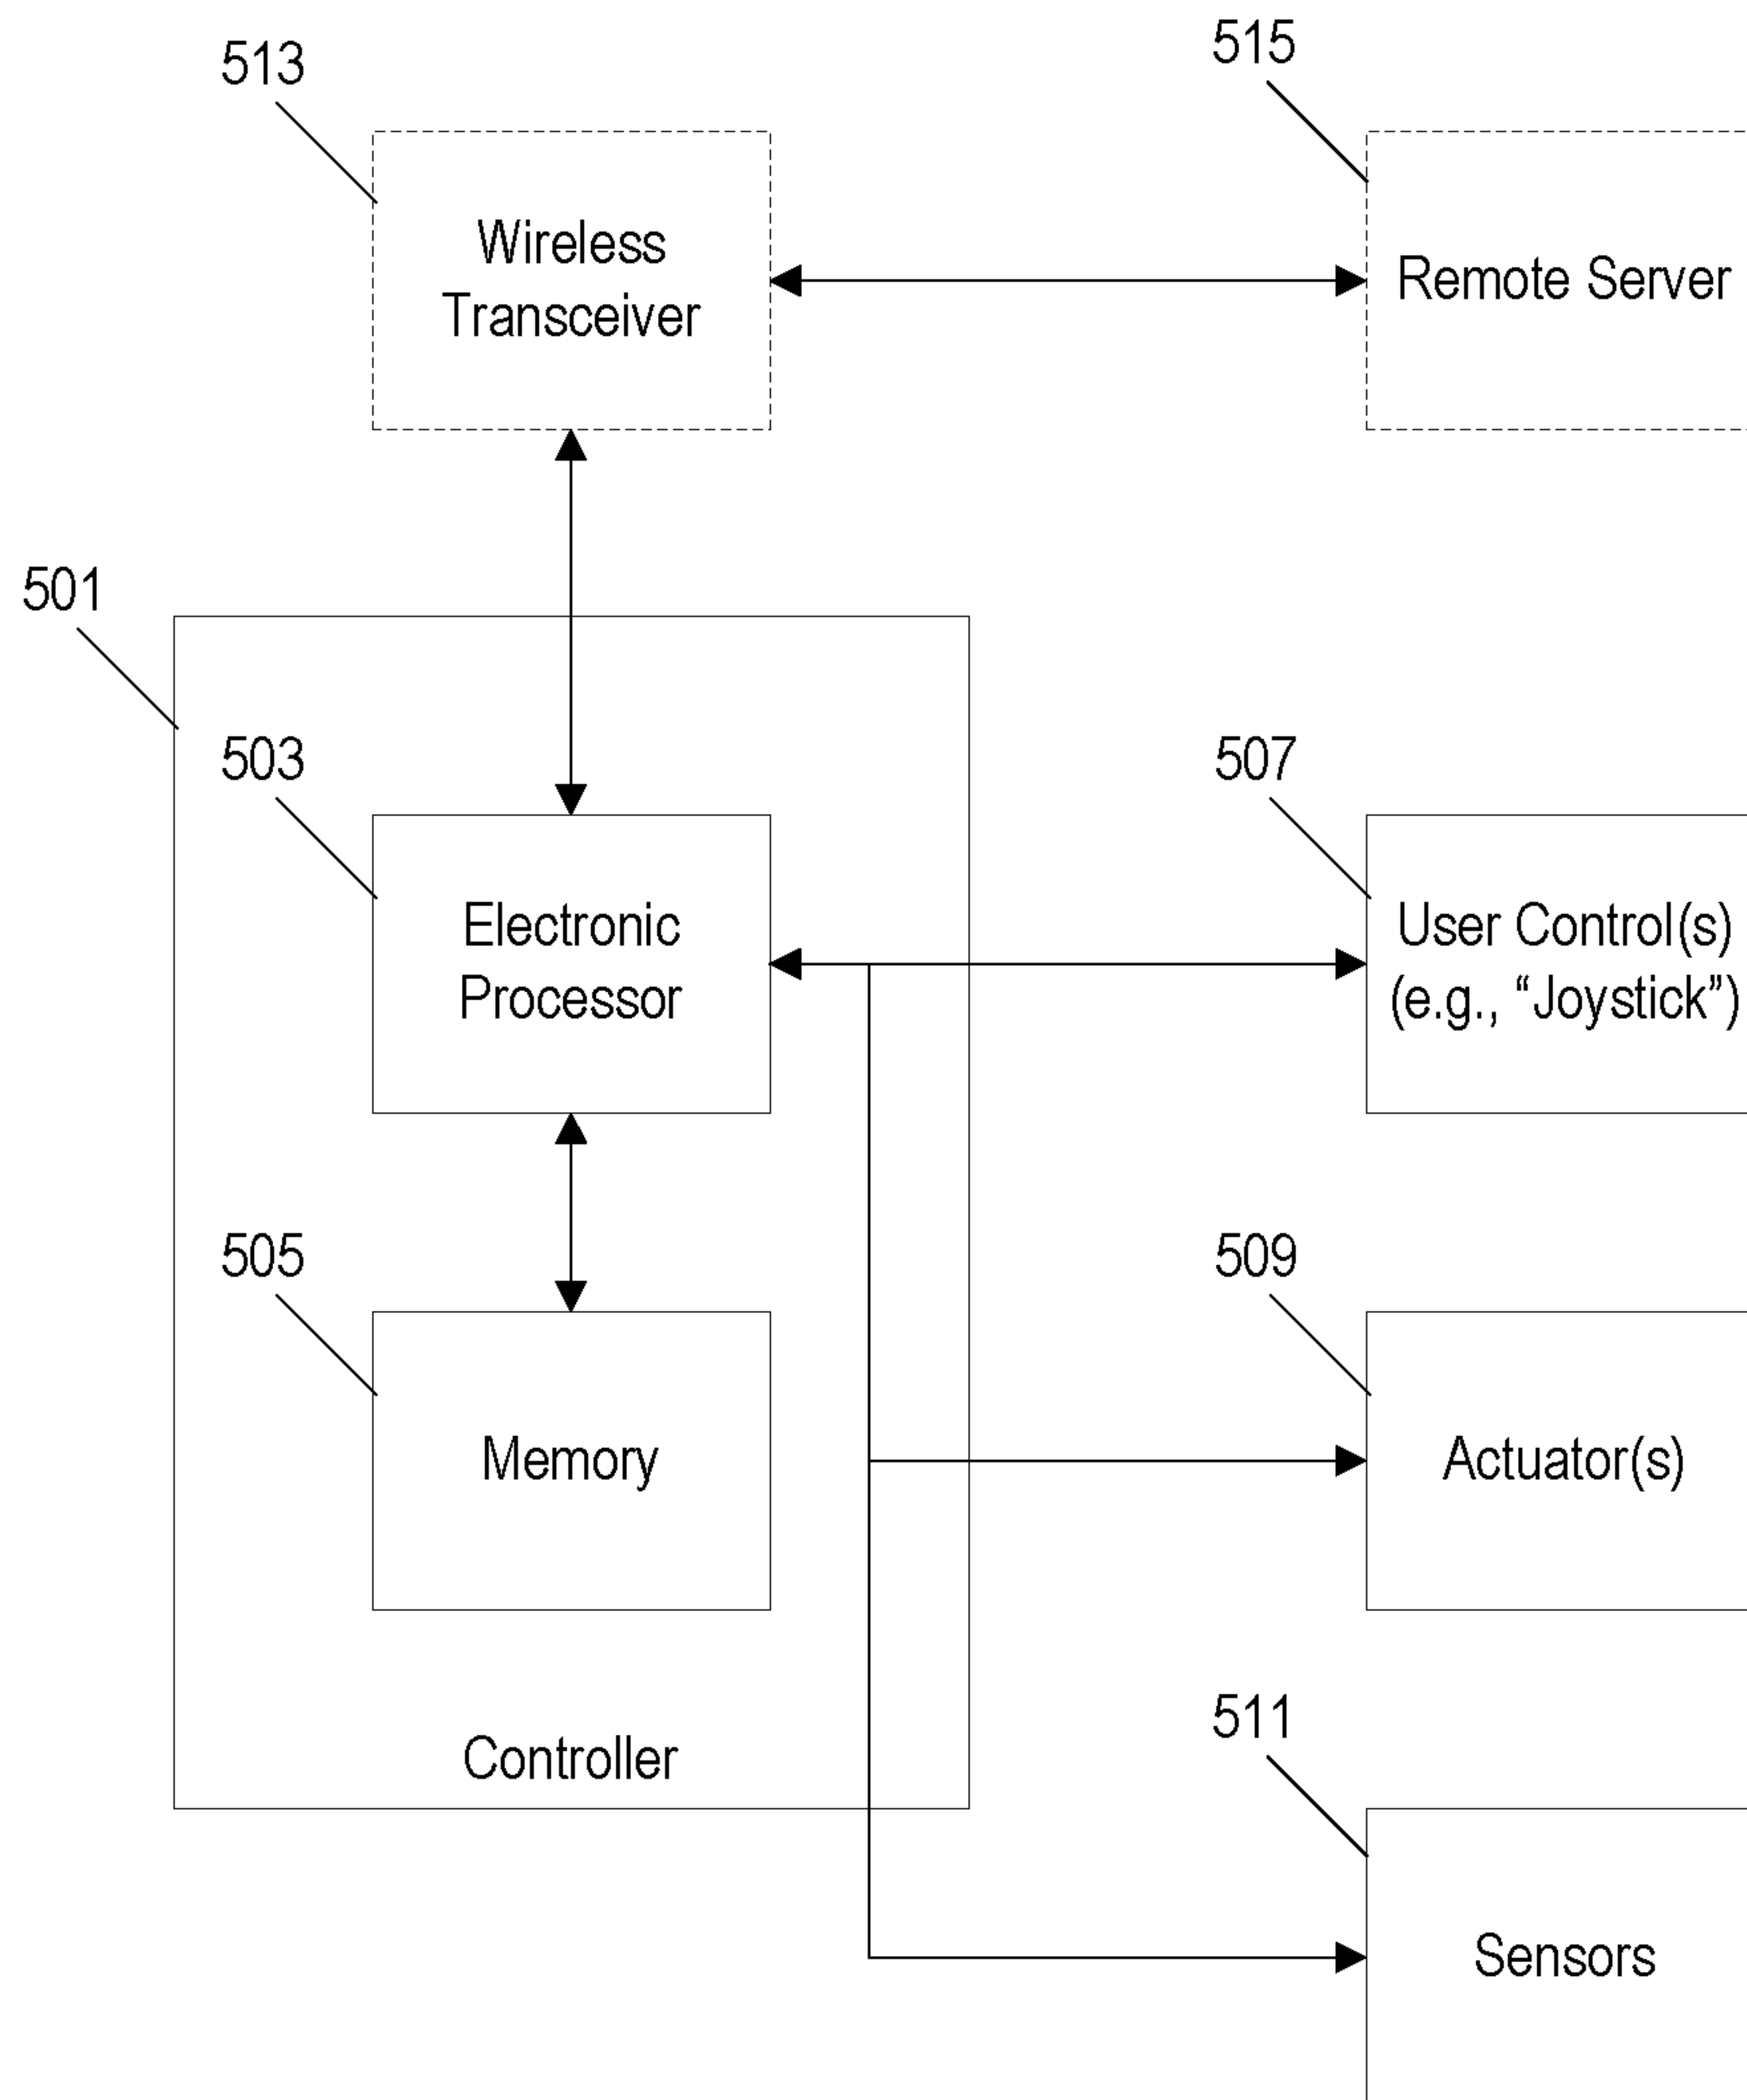 513
515
Wireless
Transceiver
Remote Server
501
503
507
Electronic
Processor
User Control(s)
(e.g., “Joystick”)
505
509
Memory
Actuator(s)
511
Controller
Sensors